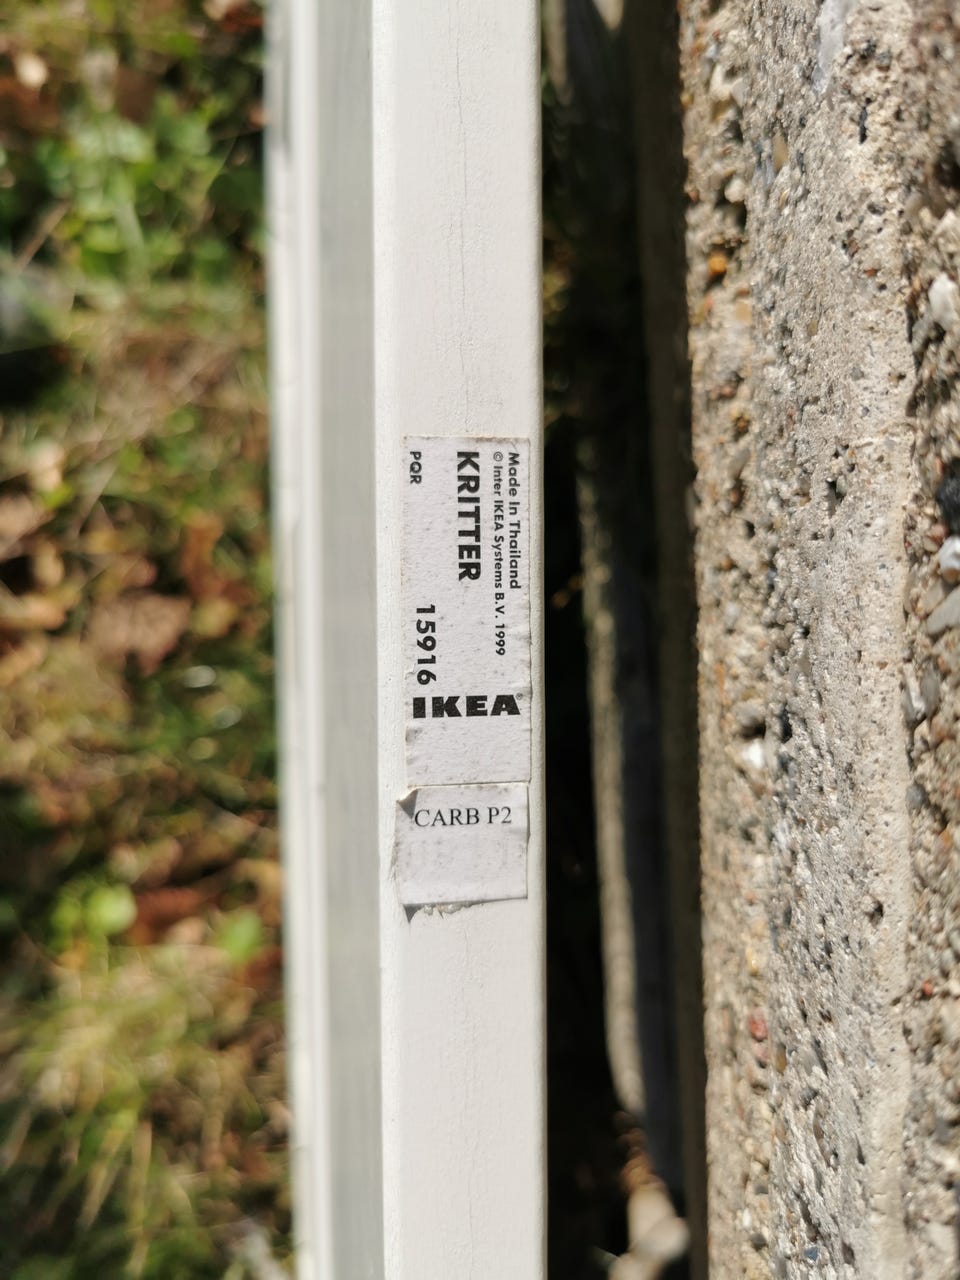 Made In Thailand
© Inter IKEA Systems B.V. 1999
KRITTER
PQR 15916
IKEA®
CARB P2